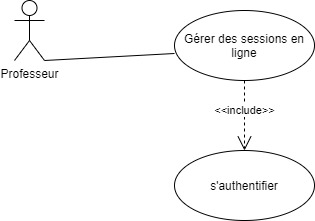 Gérer des sessions en
ligne
Professeur
<<include>>
s'authentifier